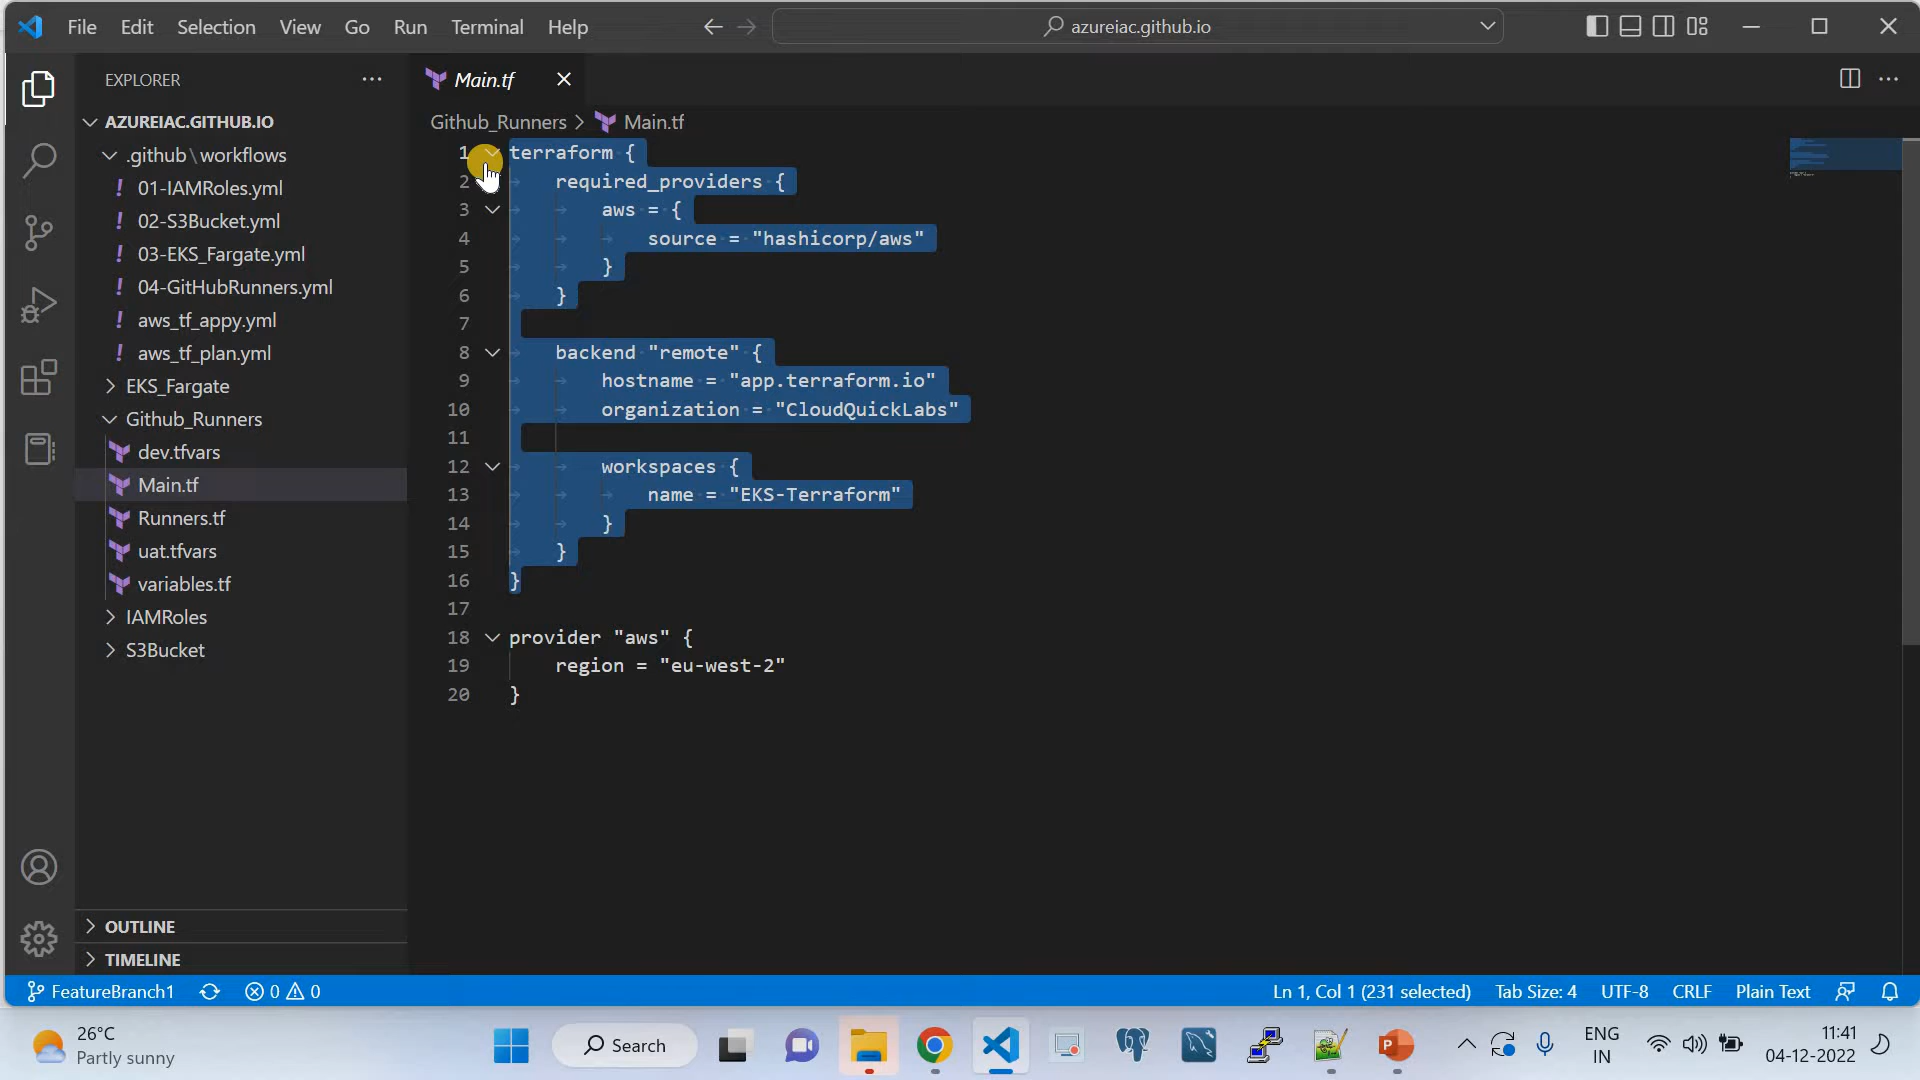 File Edit Selection View Go Run Terminal Help
azureiac.github.io
EXPLORER
Main.tf
AZUREIAC.GITHUB.IO
.github\workflows
! 01-IAMRoles.yml
! 02-S3Bucket.yml
! 03-EKS_Fargate.yml
! 04-GitHubRunners.yml
! aws_tf_appy.yml
! aws_tf_plan.yml
EKS_Fargate
Github_Runners
dev.tfvars
Main.tf
Runners.tf
uat.tfvars
variables.tf
IAMRoles
S3Bucket
OUTLINE
TIMELINE
Github_Runners > Main.tf
1 terraform {
2 required_providers {
3 aws = {
4 source = "hashicorp/aws"
5 }
6 }
7
8 backend "remote" {
9 hostname = "app.terraform.io"
10 organization = "CloudQuickLabs"
11
12 workspaces {
13 name = "EKS-Terraform"
14 }
15 }
16 }
17
18 provider "aws" {
19 region = "eu-west-2"
20 }
FeatureBranch1 0 0 Ln 1, Col 1 (231 selected) Tab Size: 4 UTF-8 CRLF Plain Text
26°C
Partly sunny
Search
ENG
IN
11:41
04-12-2022